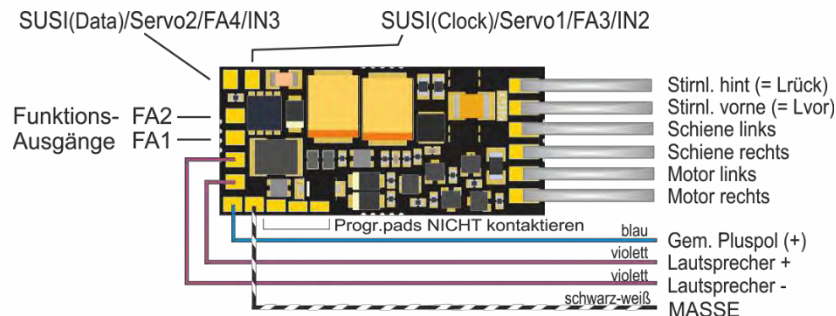 SUSI(Data)/Servo2/FA4/IN3
SUSI(Clock)/Servo1/FA3/IN2
Funktions- FA2
Ausgänge FA1
Stirnl. hint (= Lrück)
Stirnl. vorne (= Lvor)
Schiene links
Schiene rechts
Motor links
Motor rechts
Progr.pads NICHT kontaktieren
blau Gem. Pluspol (+)
violett Lautsprecher +
violett Lautsprecher -
schwarz-weiß MASSE